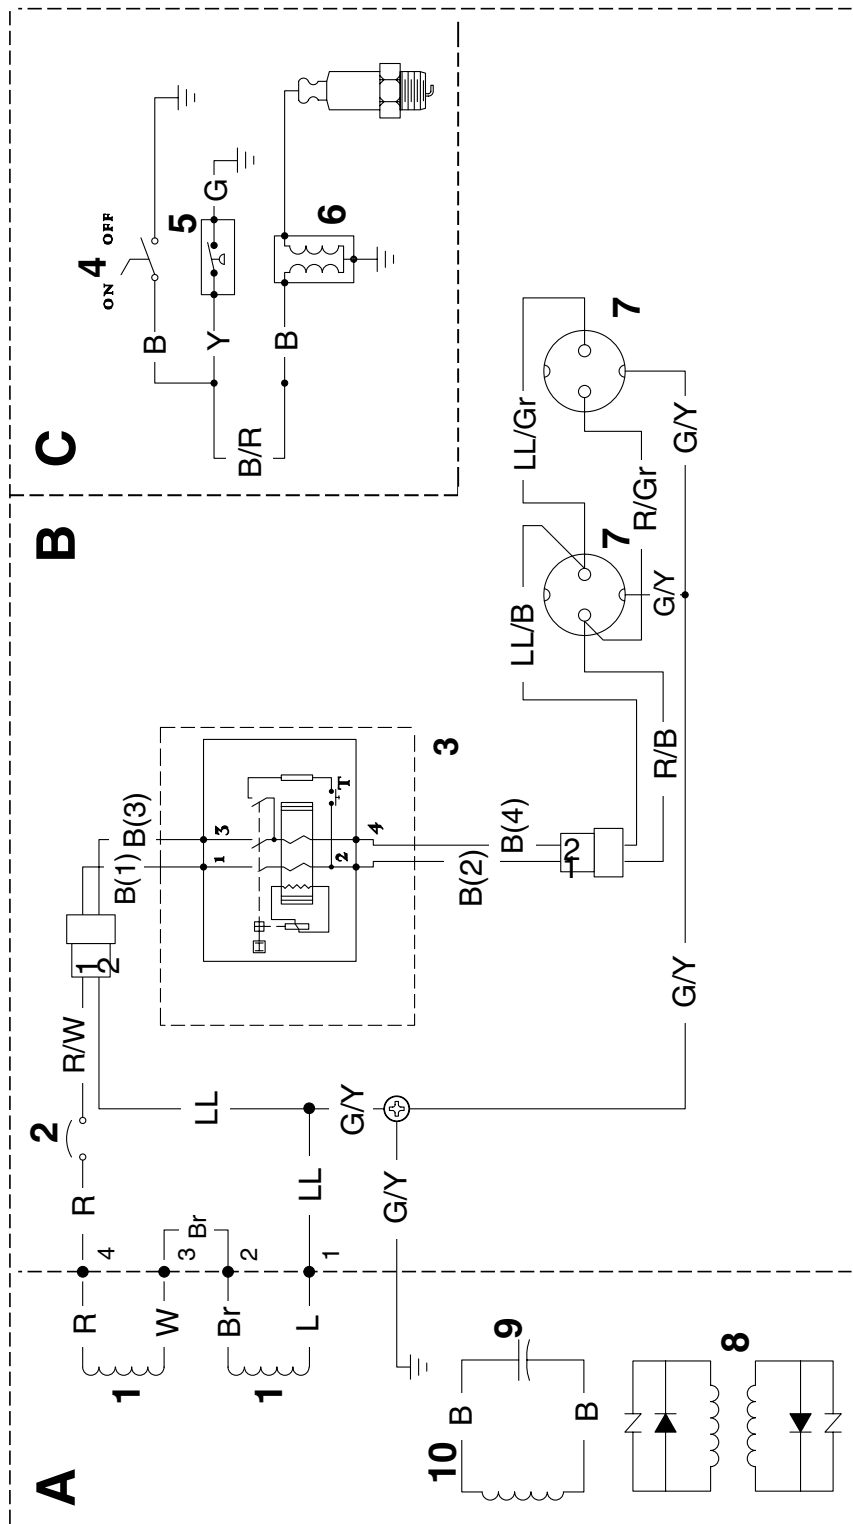 C
ON
OFF
4
B
5
G
Y
6
B
B/R
B
3
B(3)
B(1)
3
1
4
2
T
B(4)
B(2)
2
1
1
2
R/W
2
R
LL
LL
G/Y
G/Y
G/Y
LL/B
R/B
7
G/Y
LL/Gr
R/Gr
7
G/Y
4
3
2
1
Br
A
R
W
Br
L
1
1
10
B
B
9
8